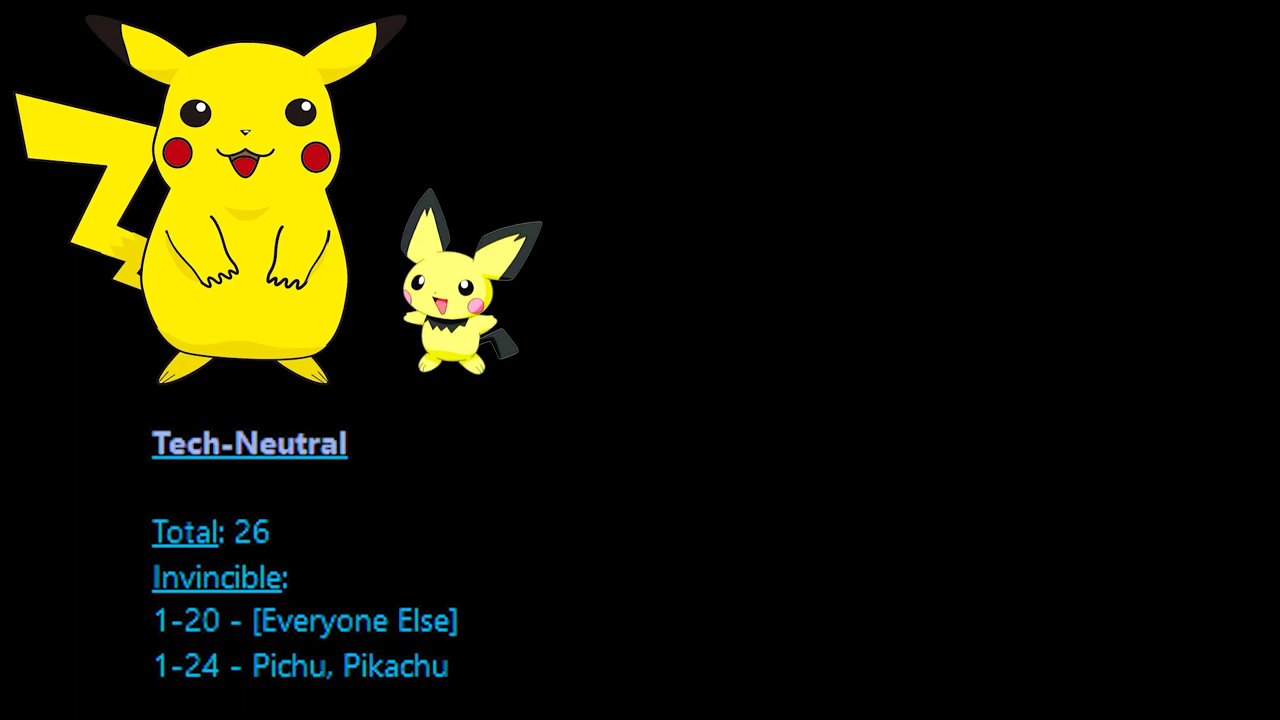 Tech-Neutral
Total: 26
Invincible:
1-20 - [Everyone Else]
1-24 - Pichu, Pikachu